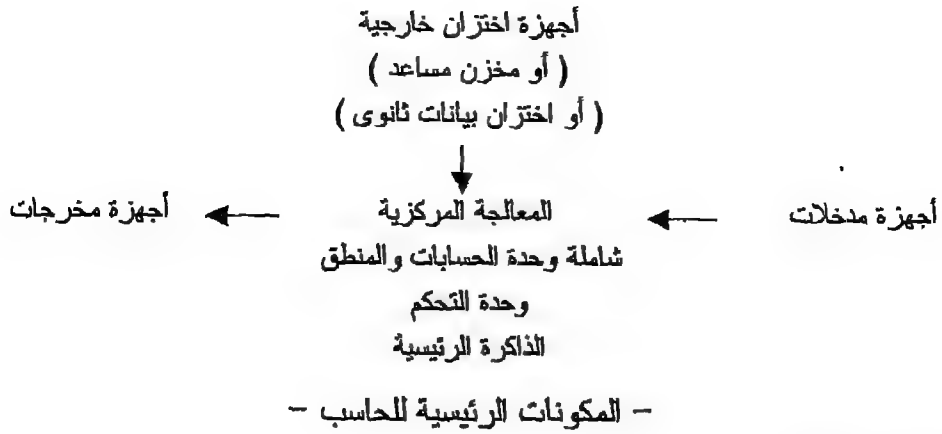 أجهزة اختزان خارجية
( أو مخزن مساعد )
( أو اختزان بيانات ثانوى )
أجهزة مدخلات
المعالجة المركزية
أجهزة مخرجات
شاملة وحدة الحسابات والمنطق
وحدة التحكم
الذاكرة الرئيسية
- المكونات الرئيسية للحاسب -